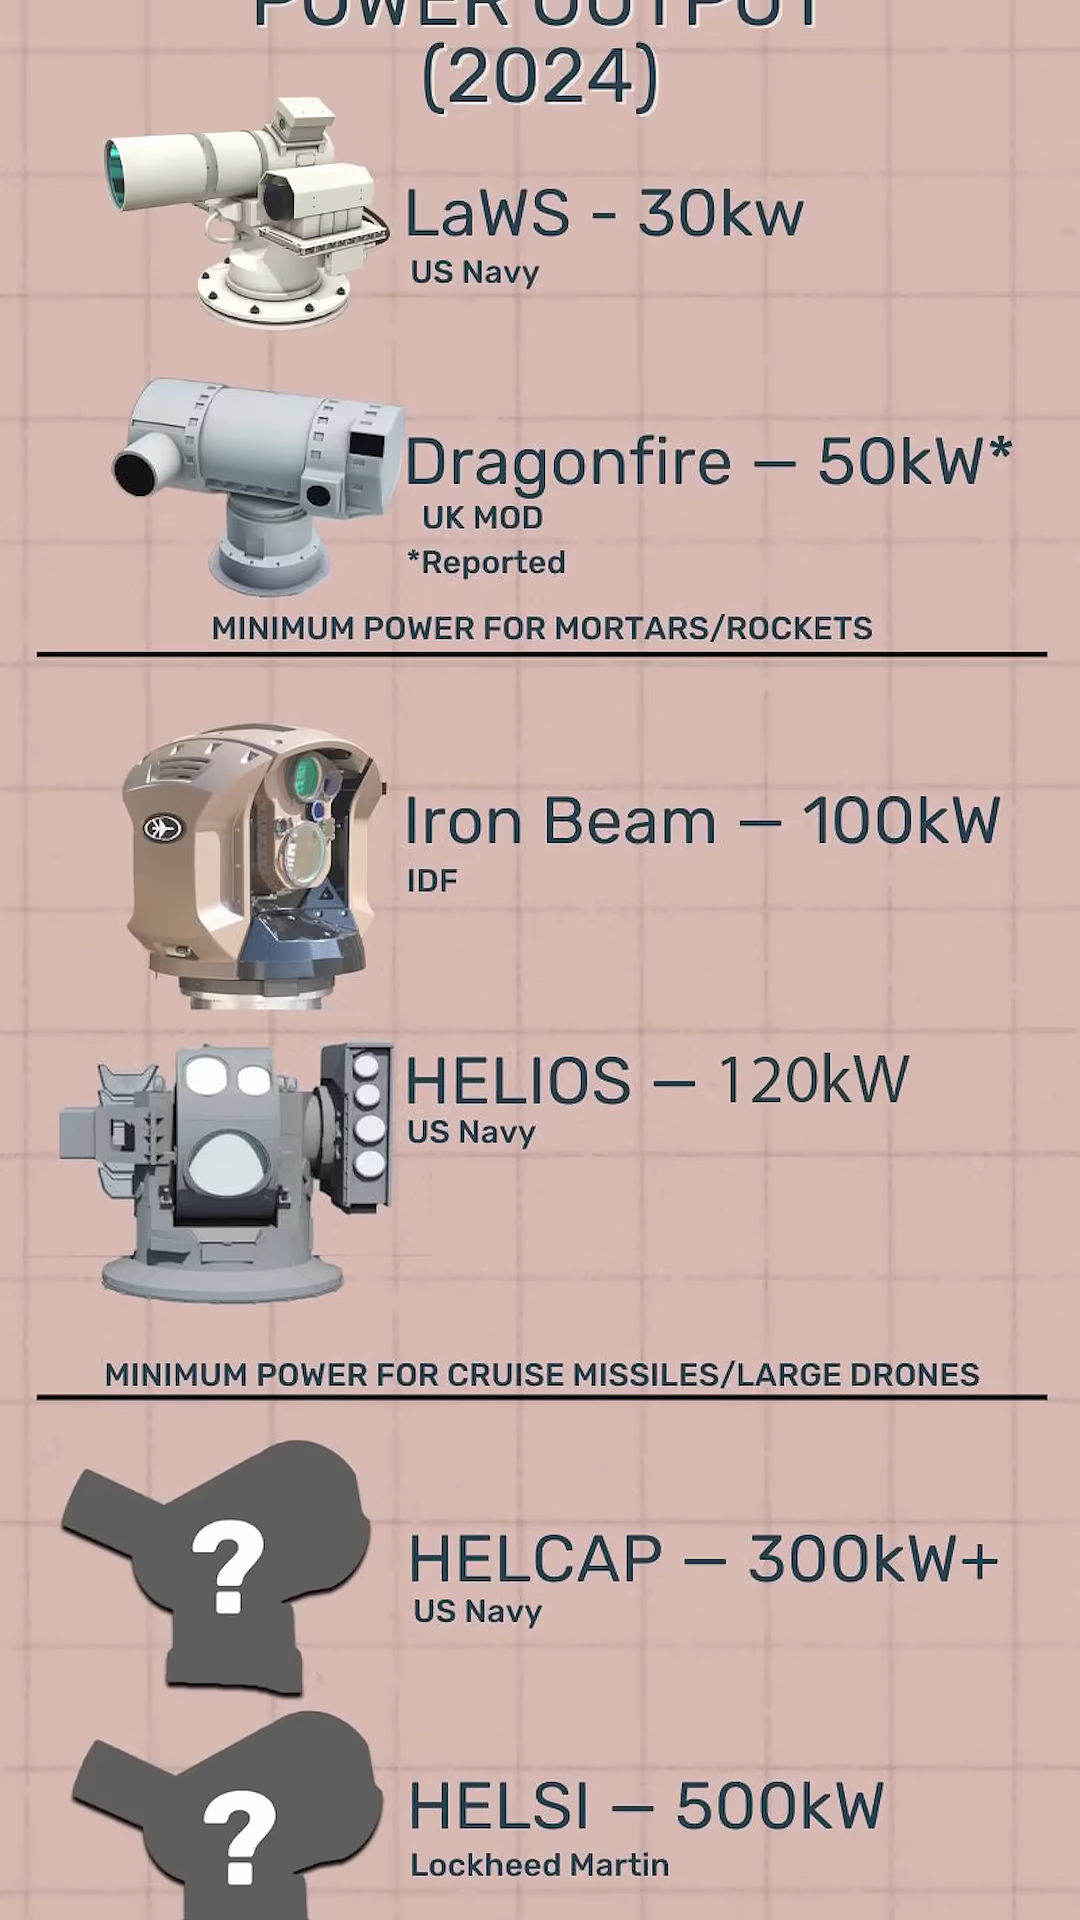 POWER OUTPUT
(2024)
LaWS - 30kw
US Navy
Dragonfire – 50kW*
UK MOD
*Reported
MINIMUM POWER FOR MORTARS/ROCKETS
Iron Beam – 100kW
IDF
HELIOS – 120kW
US Navy
MINIMUM POWER FOR CRUISE MISSILES/LARGE DRONES
?
HELCAP – 300kW+
US Navy
?
HELSI – 500kW
Lockheed Martin